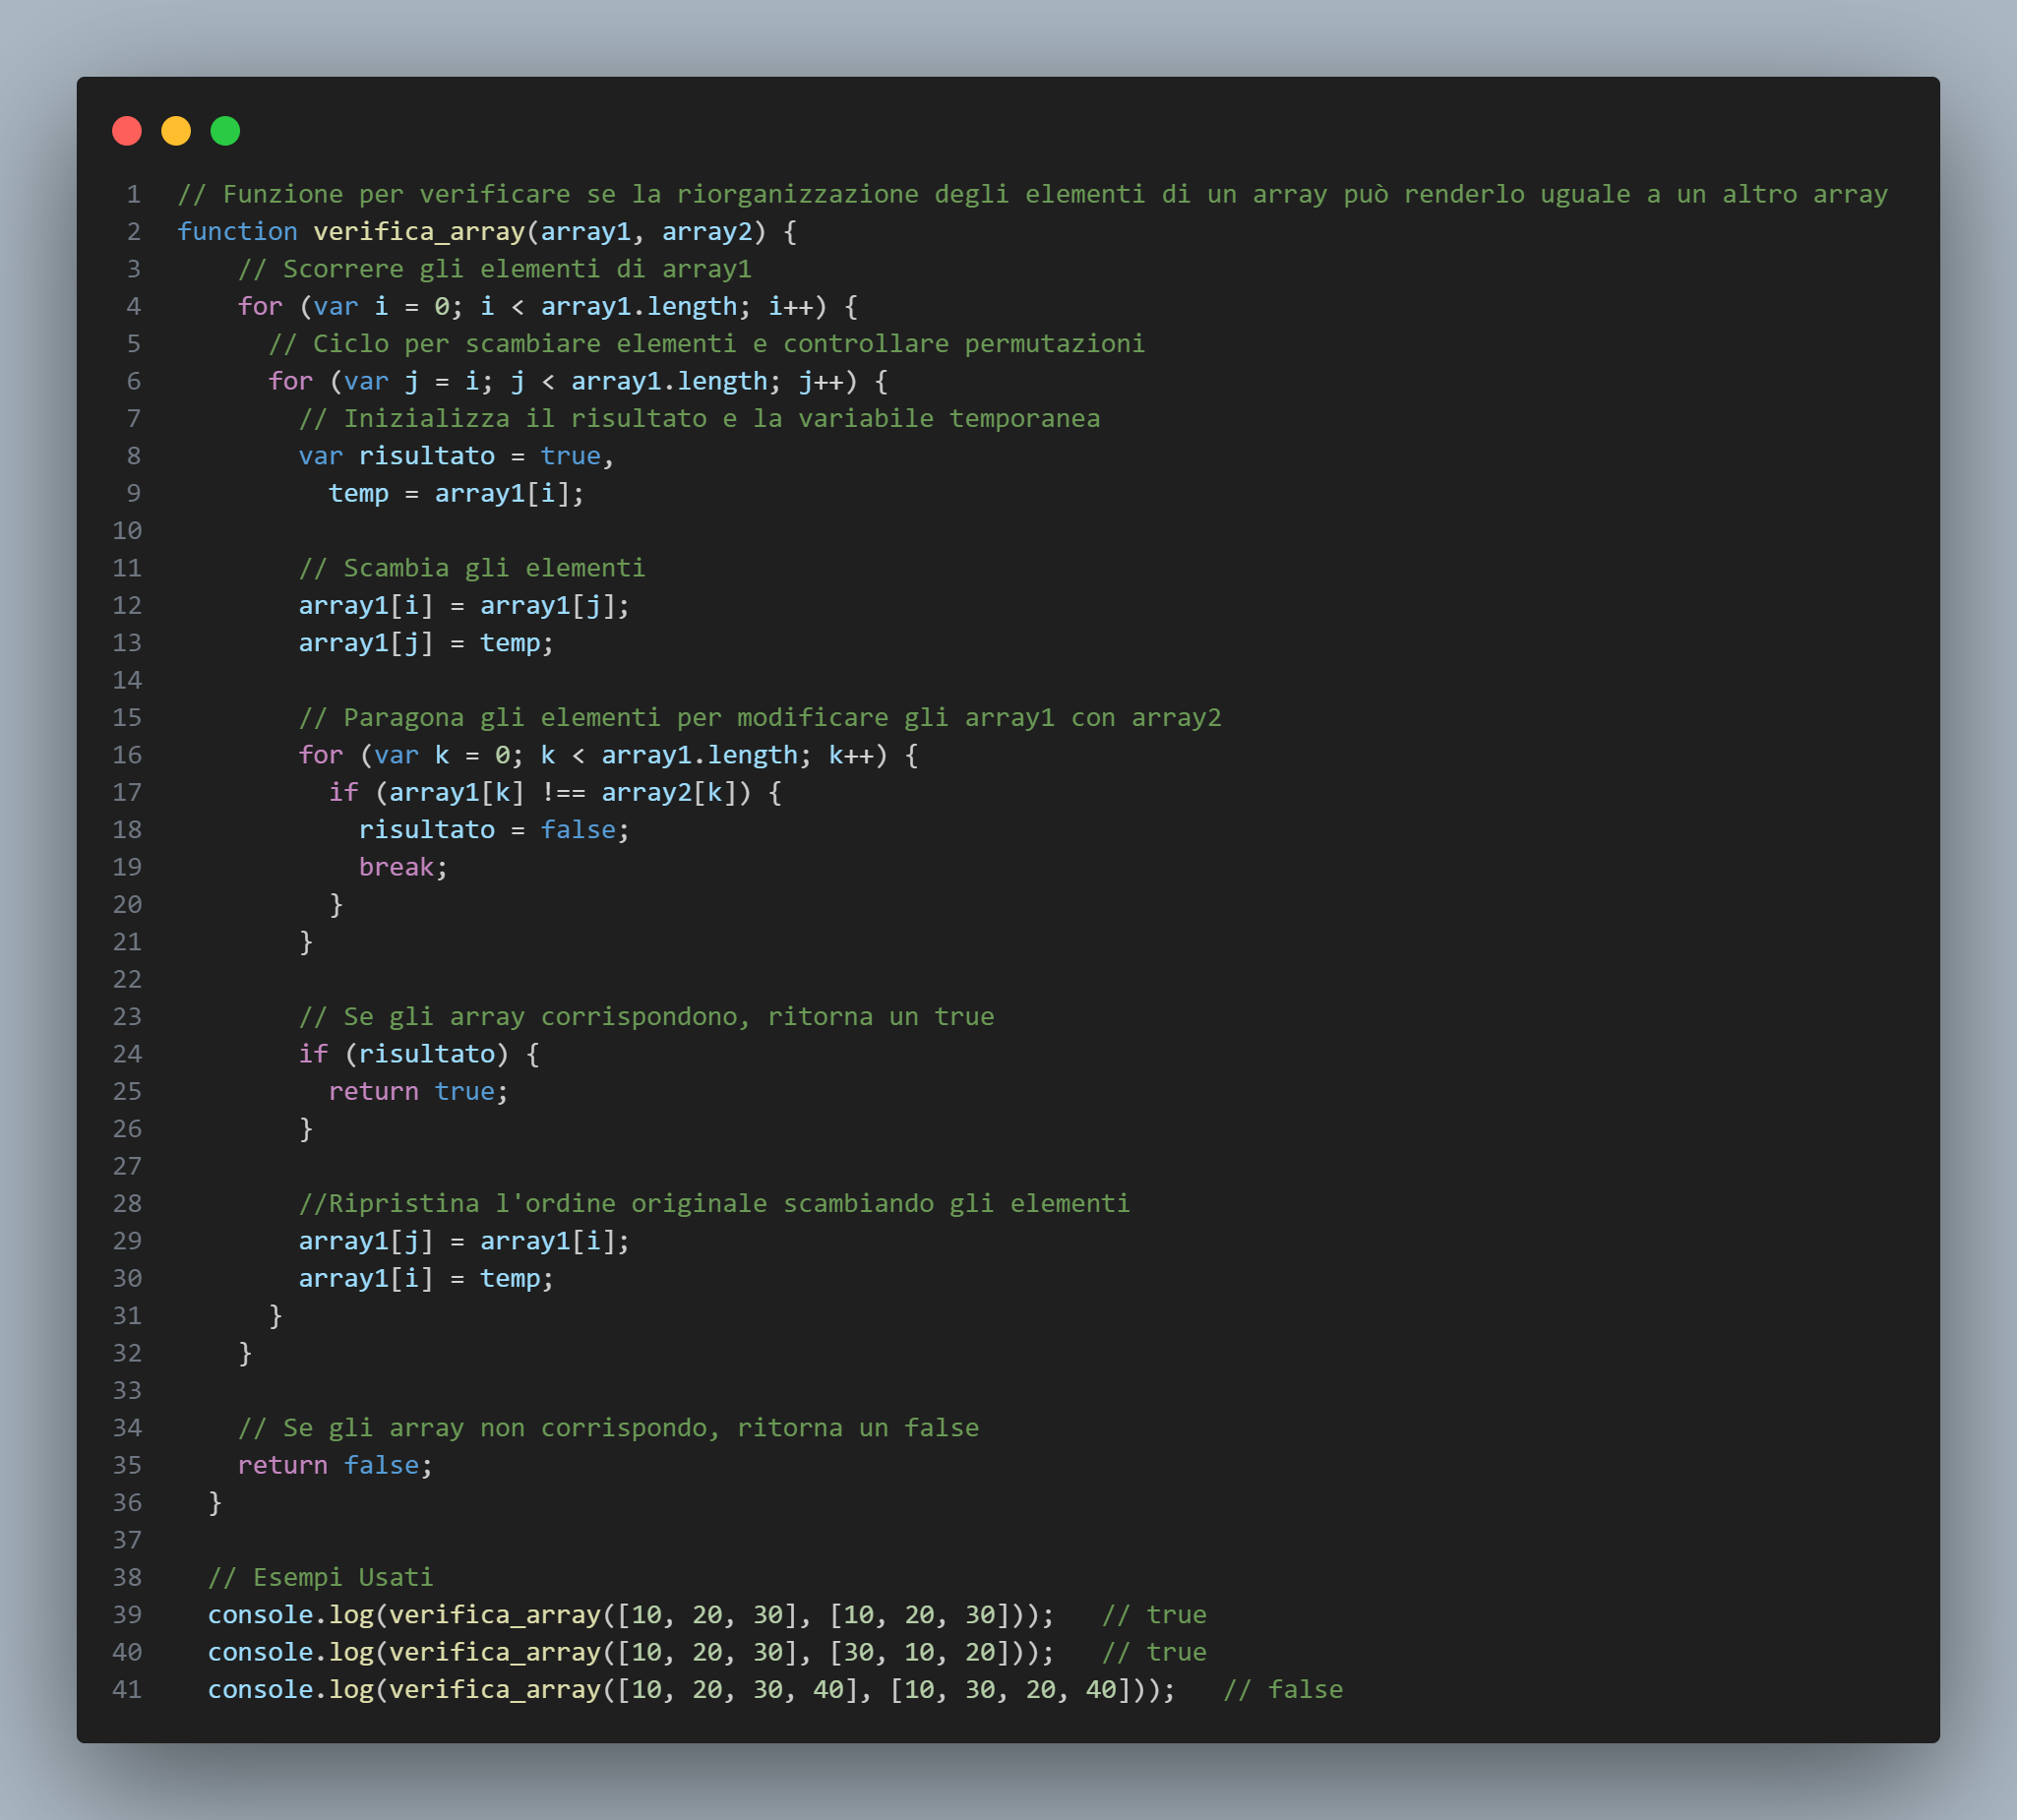 1 // Funzione per verificare se la riorganizzazione degli elementi di un array può renderlo uguale a un altro array
2 function verifica_array(array1, array2) {
3     // Scorrere gli elementi di array1
4     for (var i = 0; i < array1.length; i++) {
5       // Ciclo per scambiare elementi e controllare permutazioni
6       for (var j = i; j < array1.length; j++) {
7         // Inizializza il risultato e la variabile temporanea
8         var risultato = true,
9           temp = array1[i];
10
11         // Scambia gli elementi
12         array1[i] = array1[j];
13         array1[j] = temp;
14
15         // Paragona gli elementi per modificare gli array1 con array2
16         for (var k = 0; k < array1.length; k++) {
17           if (array1[k] !== array2[k]) {
18             risultato = false;
19             break;
20           }
21         }
22
23         // Se gli array corrispondono, ritorna un true
24         if (risultato) {
25           return true;
26         }
27
28         //Ripristina l'ordine originale scambiando gli elementi
29         array1[j] = array1[i];
30         array1[i] = temp;
31       }
32     }
33
34     // Se gli array non corrispondo, ritorna un false
35     return false;
36   }
37
38   // Esempi Usati
39   console.log(verifica_array([10, 20, 30], [10, 20, 30]));   // true
40   console.log(verifica_array([10, 20, 30], [30, 10, 20]));   // true
41   console.log(verifica_array([10, 20, 30, 40], [10, 30, 20, 40]));   // false